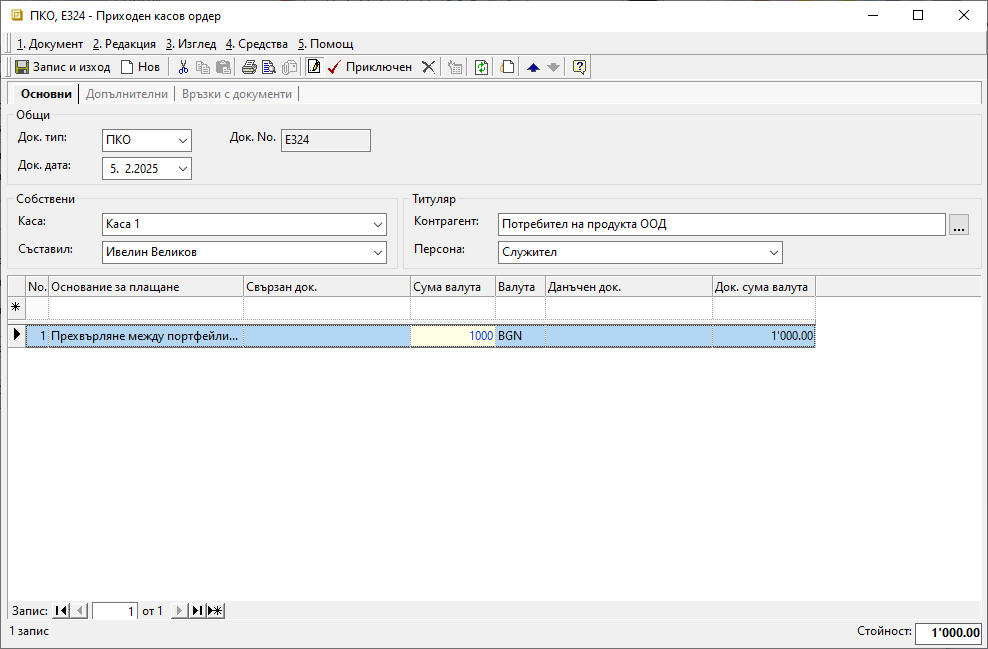 ПКО, E324 - Приходен касов ордер
1. Документ 2. Редакция 3. Изглед 4. Средства 5. Помощ
Запис и изход Нов Приключен
Основни Допълнителни Връзки с документи
Общи
Док. тип: ПКО Док. No. E324
Док. дата: 5. 2.2025
Собствени Титуляр
Каса: Каса 1 Контрагент: Потребител на продукта ООД ...
Съставил: Ивелин Великов Персона: Служител
No. Основание за плащане Свързан док. Сума валута Валута Данъчен док. Док. сума валута
1 Прехвърляне между портфейли... 1000 BGN 1'000.00
Запис: 1 от 1
1 запис Стойност: 1'000.00